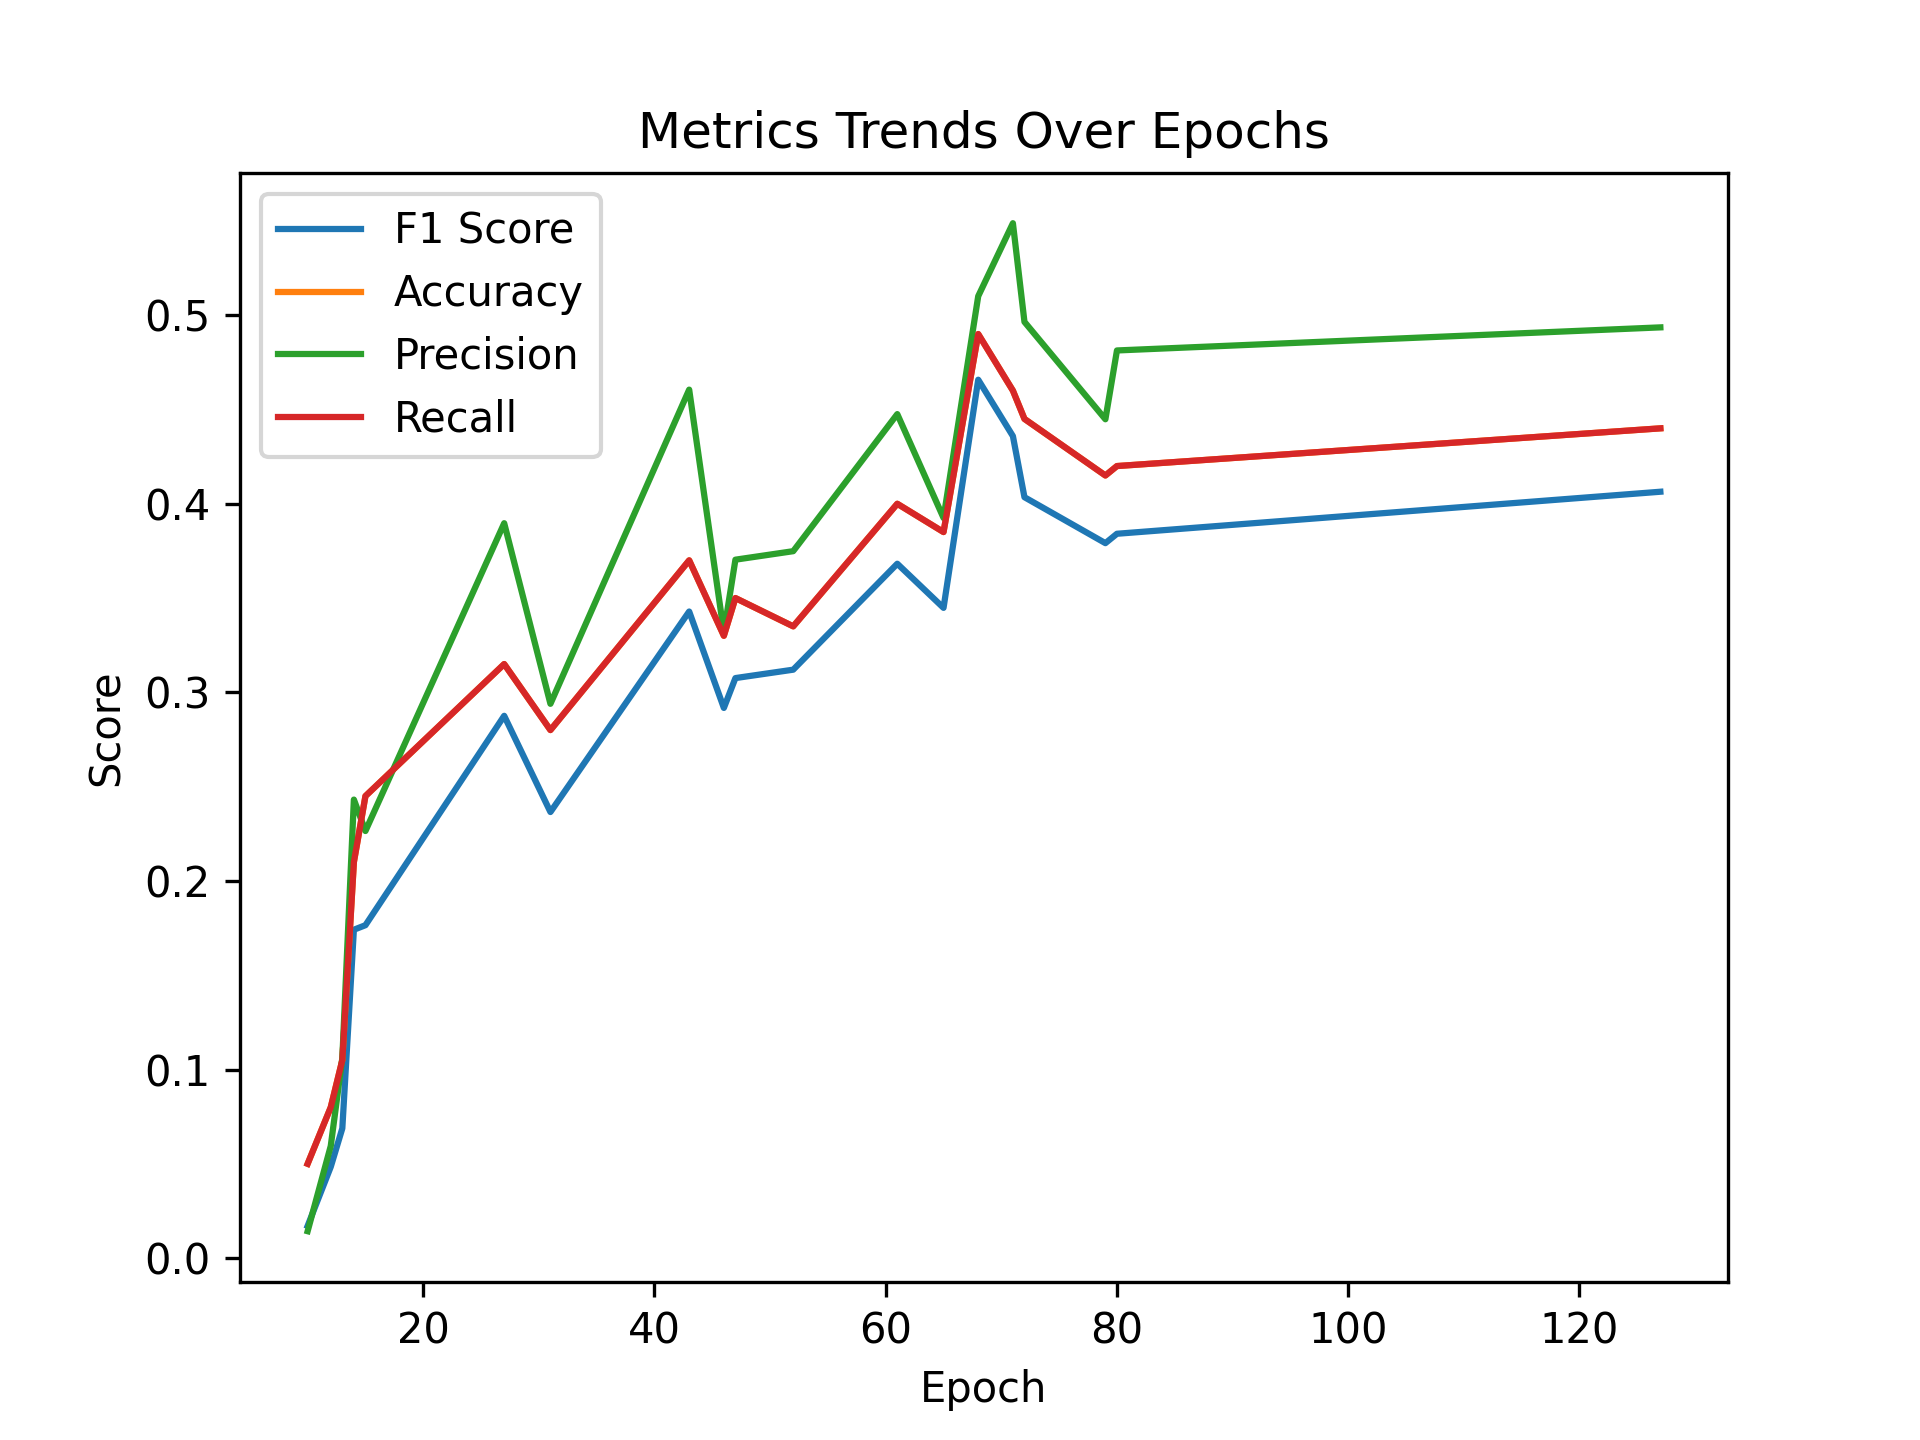 Metrics Trends Over Epochs
F1 Score
Accuracy
Precision
Recall
0.5
0.4
0.3
0.2
0.1
0.0
Score
20 40 60 80 100 120
Epoch